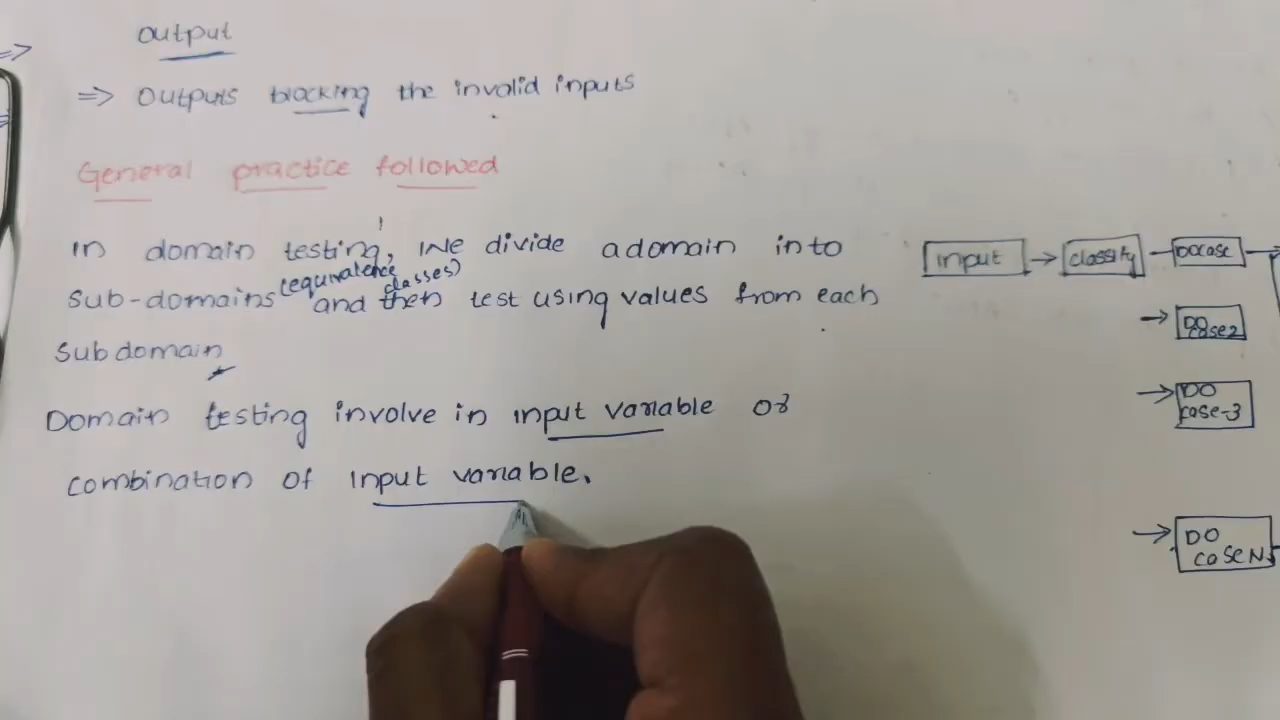 output
⇒ Outputs blocking the invalid inputs
General practice followed
In domain testing, We divide a domain into
(equivalence classes)
sub-domains and then test using values from each
subdomain
Domain testing involve in input variable or
combination of input variable.
input → classify DO case
→ DO case2
→ DO case-3
→ DO case N